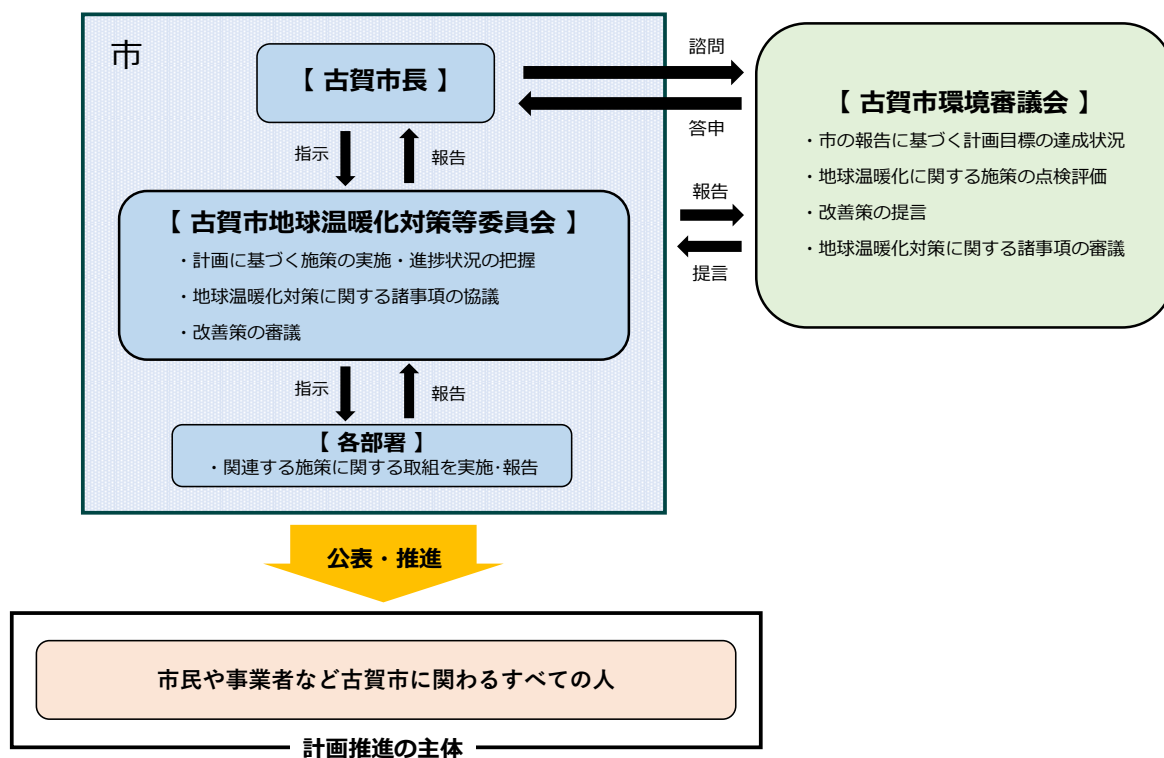 市
【 古賀市長 】
諮問
答申
指示
報告
【 古賀市地球温暖化対策等委員会 】
・計画に基づく施策の実施・進捗状況の把握
・地球温暖化対策に関する諸事項の協議
・改善策の審議
報告
提言
【 古賀市環境審議会 】
・市の報告に基づく計画目標の達成状況
・地球温暖化に関する施策の点検評価
・改善策の提言
・地球温暖化対策に関する諸事項の審議
指示
報告
【 各部署 】
・関連する施策に関する取組を実施･報告
公表・推進
市民や事業者など古賀市に関わるすべての人
計画推進の主体